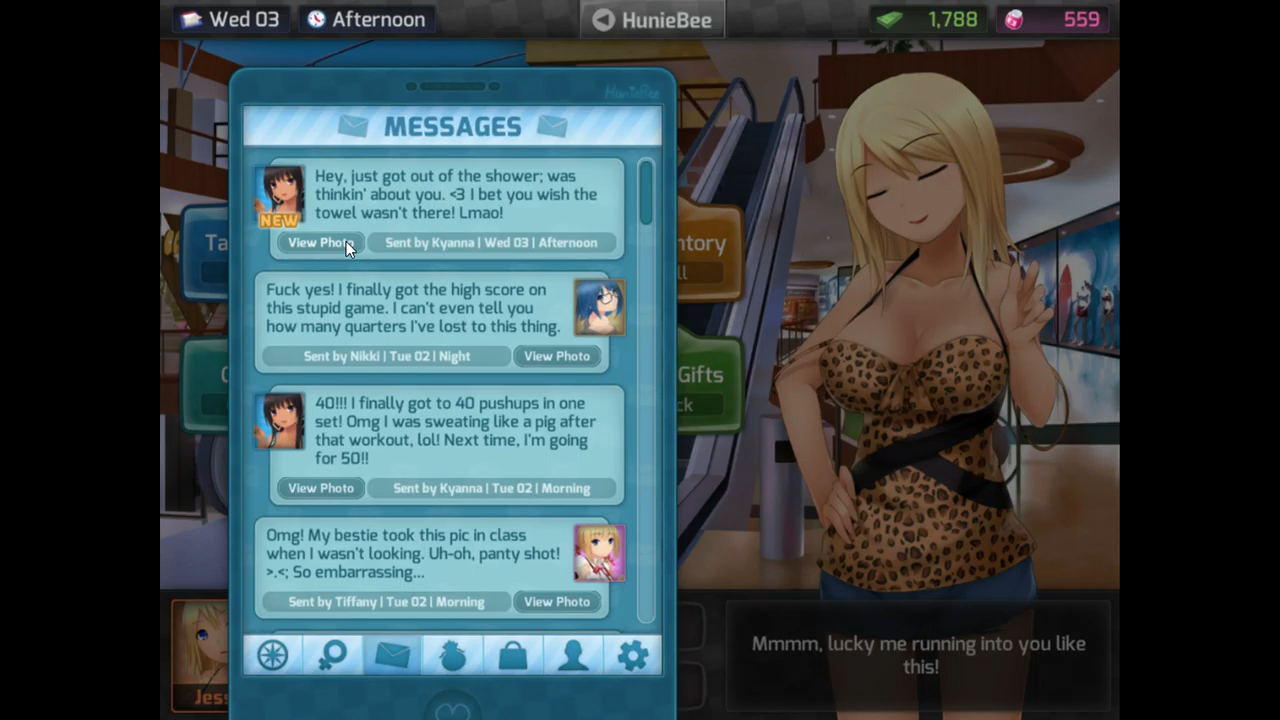 Wed 03
Afternoon
HunieBee
1,788
559
HunieBee
MESSAGES
Hey, just got out of the shower; was
thinkin' about you. <3 I bet you wish the
towel wasn't there! Lmao!
NEW
View Photo
Sent by Kyanna | Wed 03 | Afternoon
Fuck yes! I finally got the high score on
this stupid game. I can't even tell you
how many quarters I've lost to this thing.
Sent by Nikki | Tue 02 | Night
View Photo
40!!! I finally got to 40 pushups in one
set! Omg I was sweating like a pig after
that workout, lol! Next time, I'm going
for 50!!
View Photo
Sent by Kyanna | Tue 02 | Morning
Omg! My bestie took this pic in class
when I wasn't looking. Uh-oh, panty shot!
>.<; So embarrassing...
Sent by Tiffany | Tue 02 | Morning
View Photo
Ta
ntory
ll
Gifts
ck
Jess
Mmmm, lucky me running into you like
this!